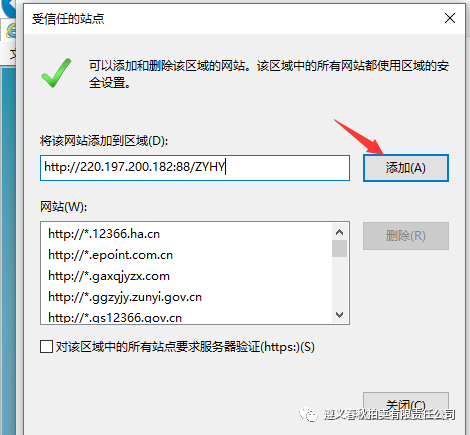 受信任的站点
可以添加和删除该区域的网站。该区域中的所有网站都使用区域的安
全设置。
将该网站添加到区域(D):
http://220.197.200.182:88/ZYHY
添加(A)
网站(W):
http://*.12366.ha.cn
删除(R)
http://*.epoint.com.cn
http://*.gaxqjyzx.com
http://*.ggzyjy.zunyi.gov.cn
http://*.gs12366.gov.cn
对该区域中的所有站点要求服务器验证(https:)(S)
关闭(C)
遵义春秋拍卖有限责任公司